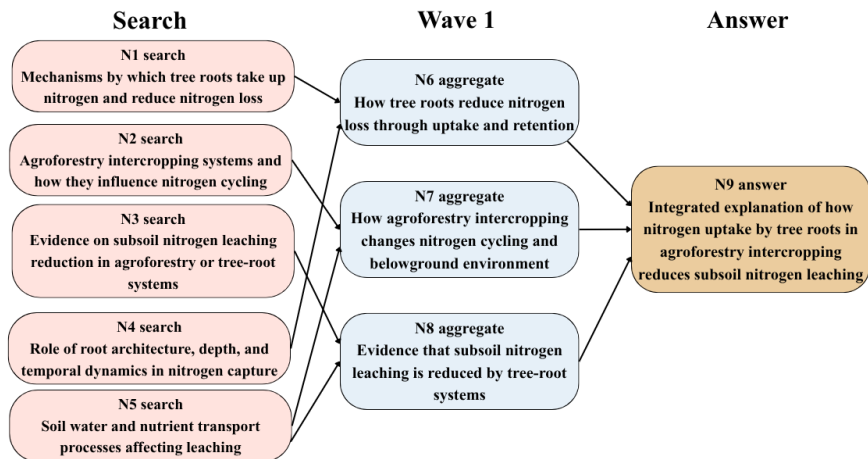 Search
Wave 1
Answer
N1 search
Mechanisms by which tree roots take up
nitrogen and reduce nitrogen loss
N2 search
Agroforestry intercropping systems and
how they influence nitrogen cycling
N3 search
Evidence on subsoil nitrogen leaching
reduction in agroforestry or tree-root
systems
N4 search
Role of root architecture, depth, and
temporal dynamics in nitrogen capture
N5 search
Soil water and nutrient transport
processes affecting leaching
N6 aggregate
How tree roots reduce nitrogen
loss through uptake and retention
N7 aggregate
How agroforestry intercropping
changes nitrogen cycling and
belowground environment
N8 aggregate
Evidence that subsoil nitrogen
leaching is reduced by tree-root
systems
N9 answer
Integrated explanation of how
nitrogen uptake by tree roots in
agroforestry intercropping
reduces subsoil nitrogen leaching